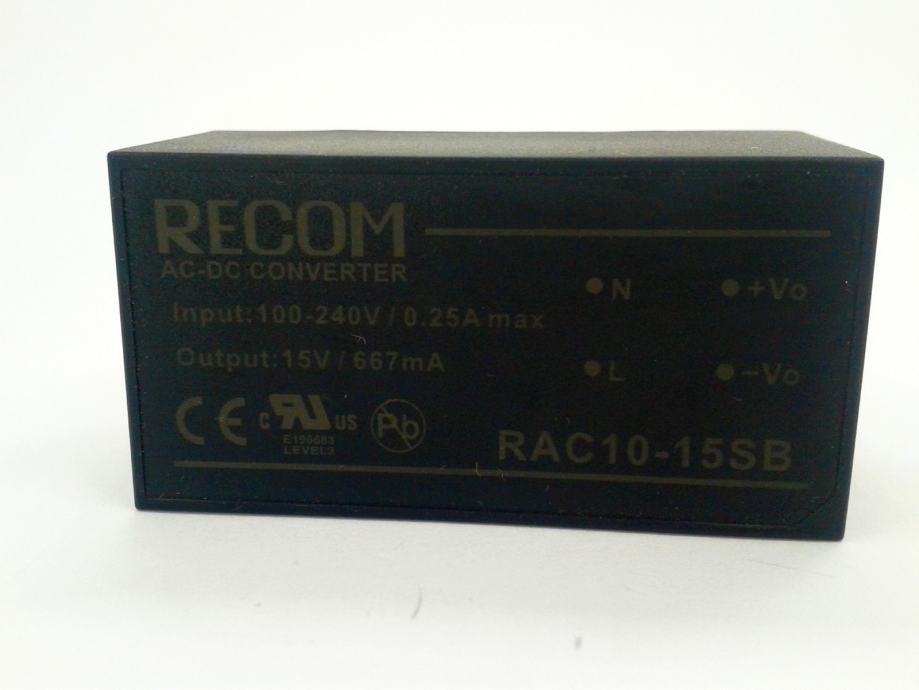 RECOM
AC-DC CONVERTER
Input:100-240V / 0.25A max
Output:15V / 667mA
N
+Vo
L
−Vo
CE
c RU US
E196683
LEVEL3
Pb
RAC10-15SB